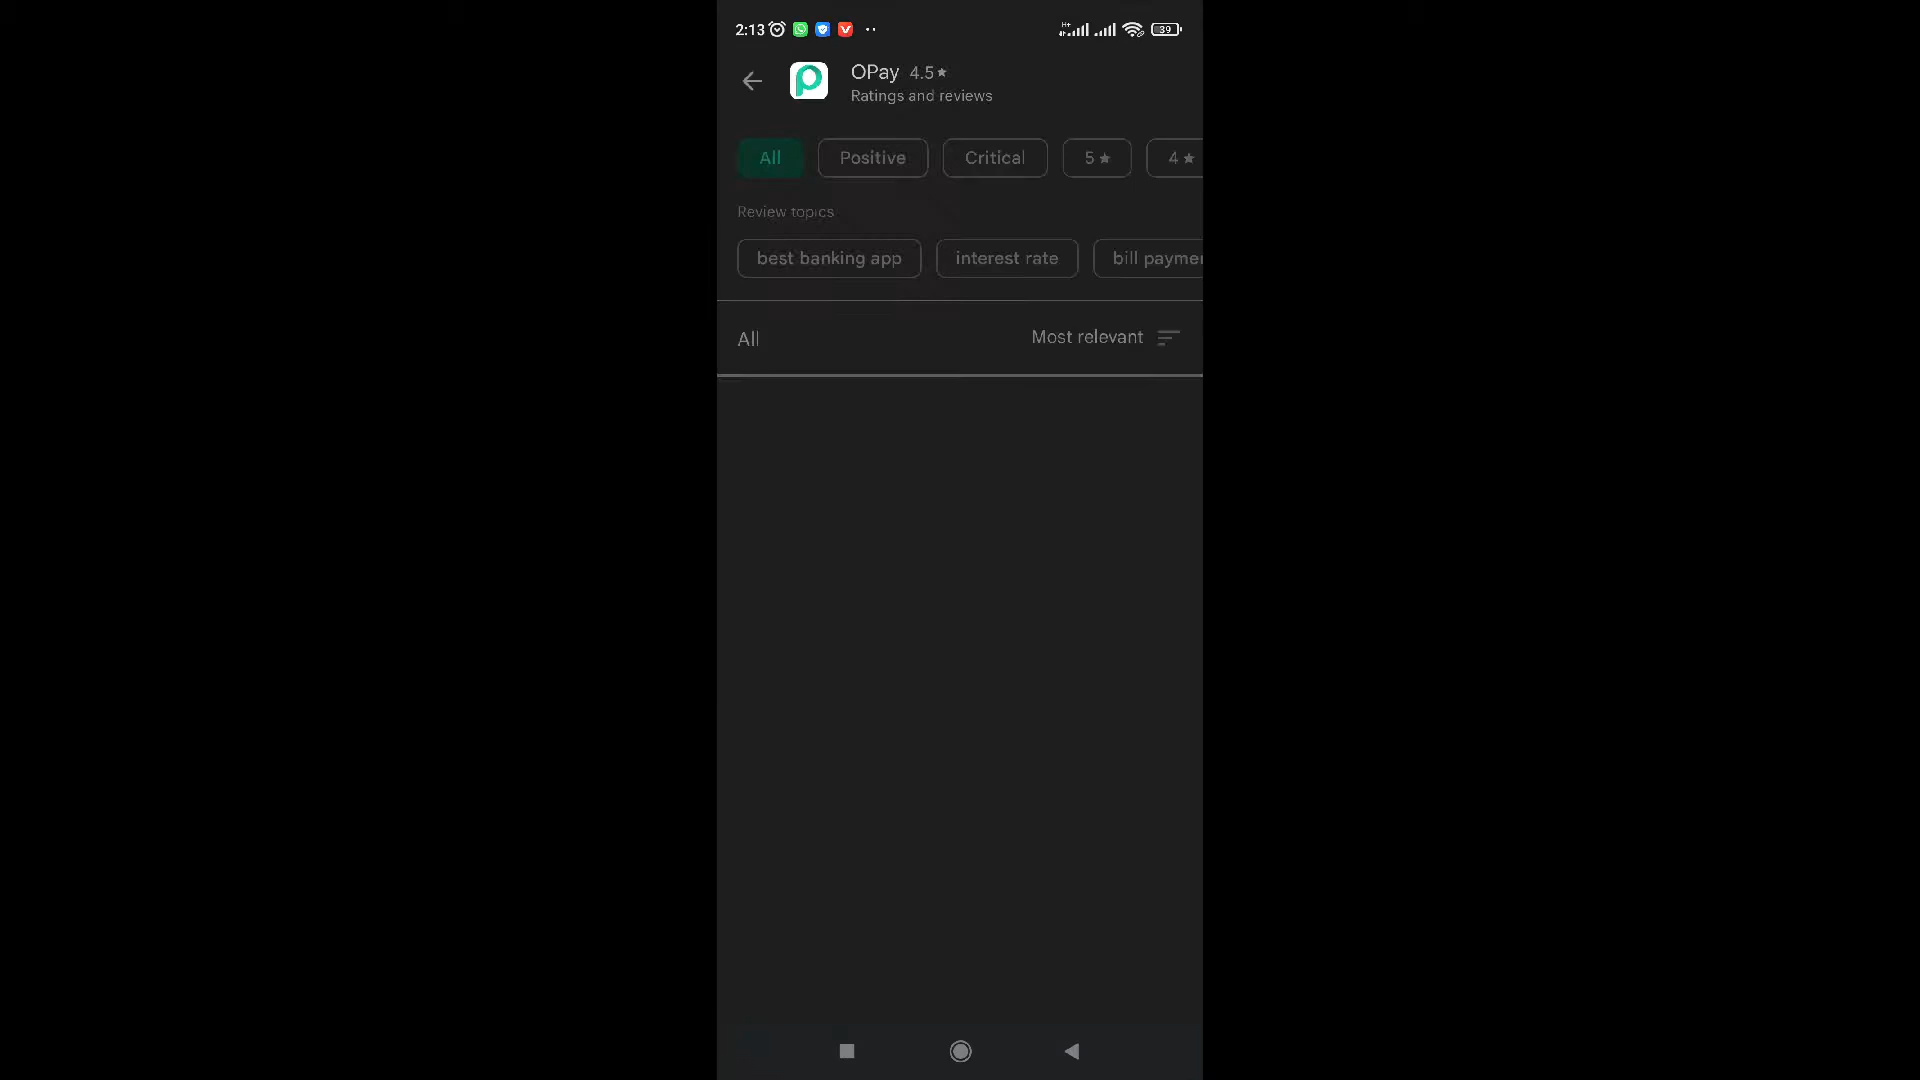 2:13 39
OPay 4.5★
Ratings and reviews
All Positive Critical 5★ 4★
Review topics
best banking app interest rate bill paymen
All Most relevant